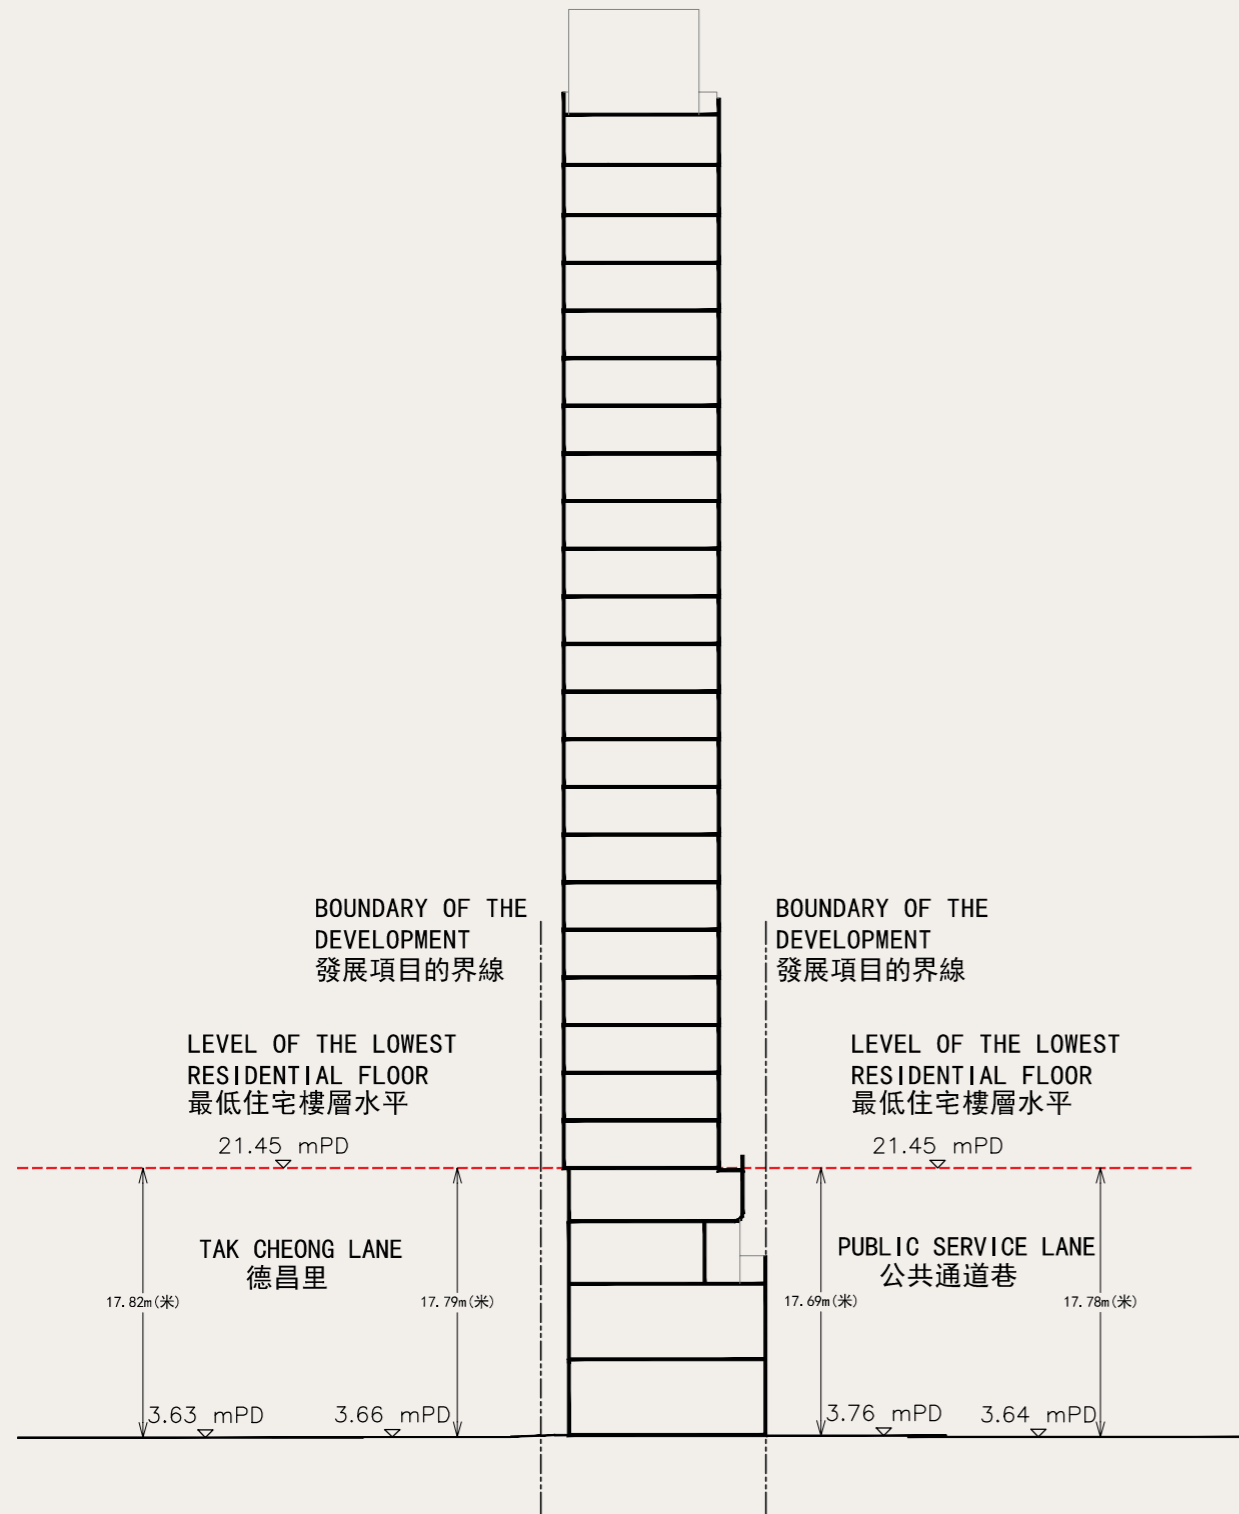 BOUNDARY OF THE
DEVELOPMENT
發展項目的界線
BOUNDARY OF THE
DEVELOPMENT
發展項目的界線
LEVEL OF THE LOWEST
RESIDENTIAL FLOOR
最低住宅樓層水平
21.45 mPD
LEVEL OF THE LOWEST
RESIDENTIAL FLOOR
最低住宅樓層水平
21.45 mPD
TAK CHEONG LANE
德昌里
PUBLIC SERVICE LANE
公共通道巷
17.82m(米)
17.79m(米)
17.69m(米)
17.78m(米)
3.63 mPD
3.66 mPD
3.76 mPD
3.64 mPD